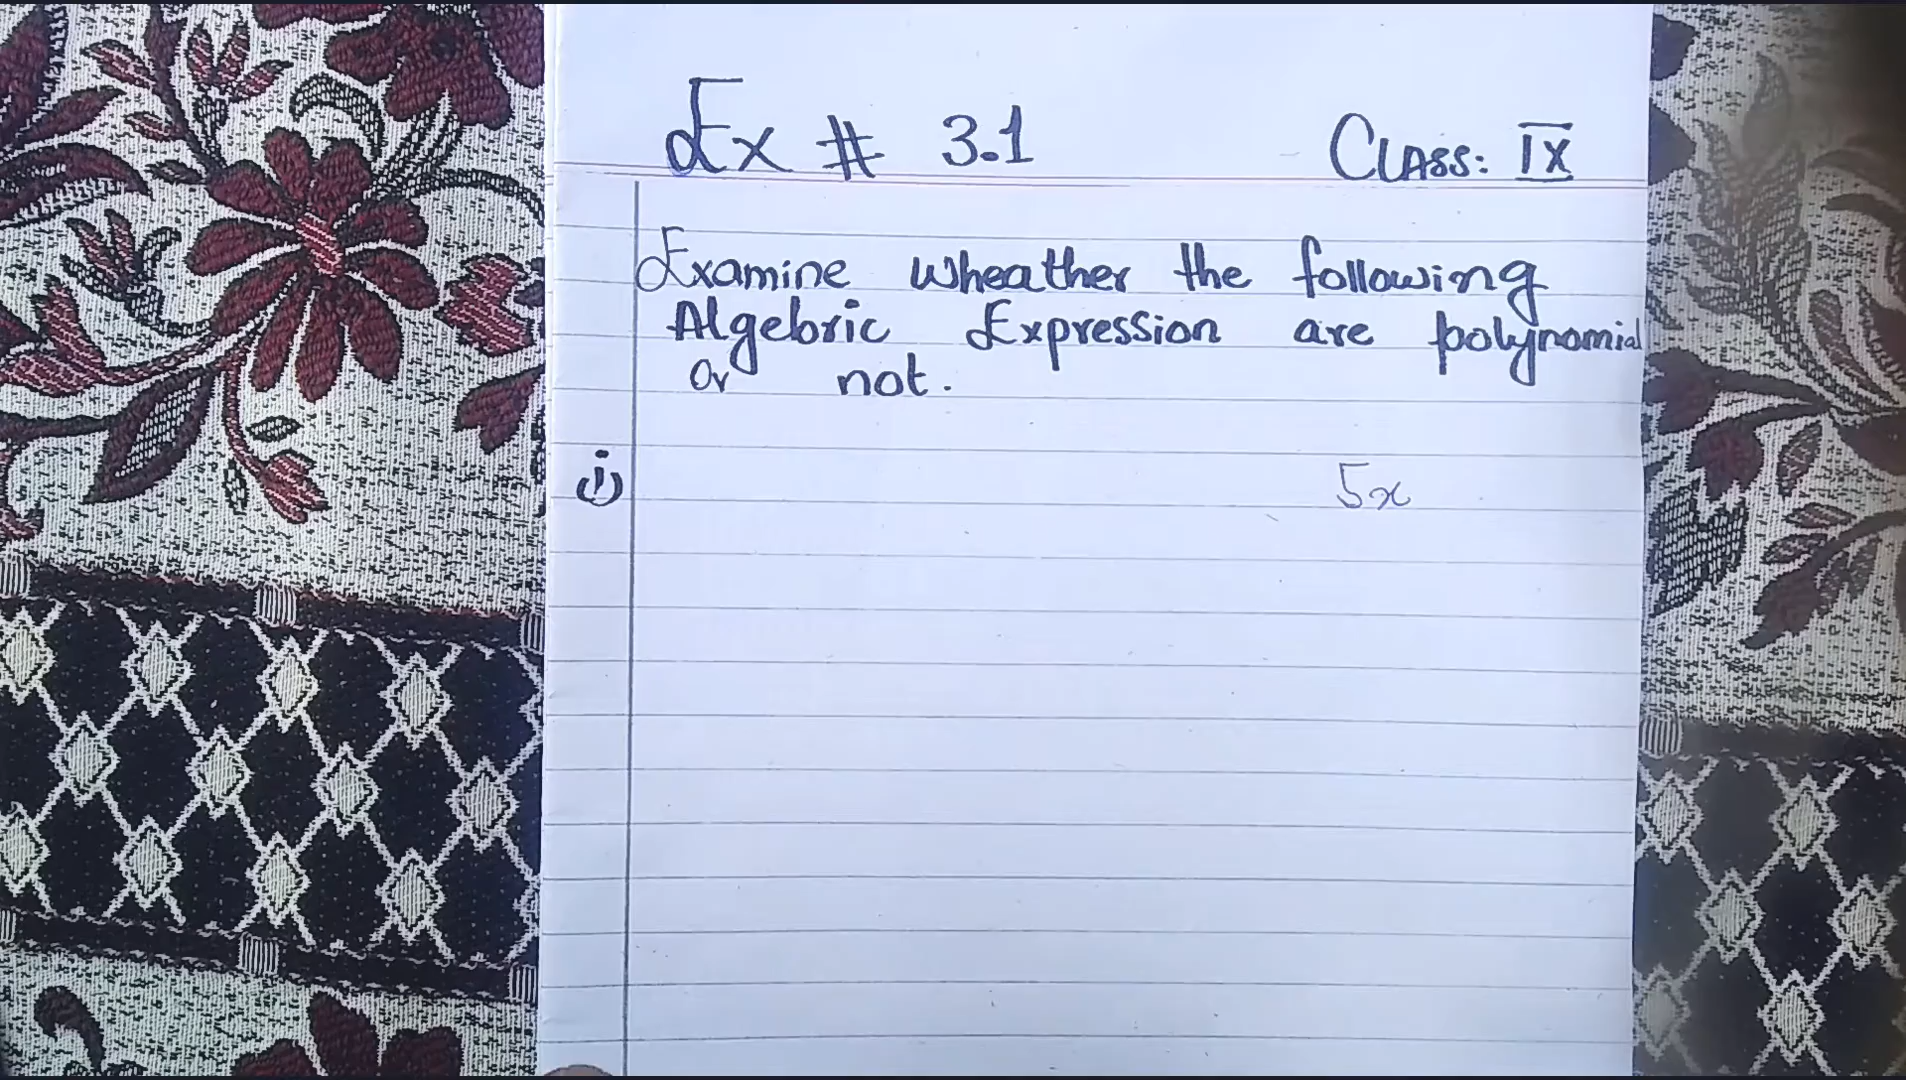 Ex # 3.1 CLASS: IX
Examine wheather the following
Algebric Expression are polynomial
Or not.
(i) 5x